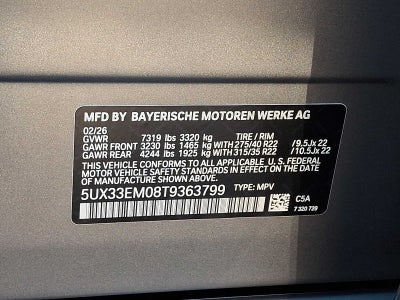 MFD BY BAYERISCHE MOTOREN WERKE AG
02/26
GVWR 7319 lbs 3320 kg TIRE / RIM
GAWR FRONT 3230 lbs 1465 kg WITH 275/40 R22 / 9.5Jx 22
GAWR REAR 4244 lbs 1925 kg WITH 315/35 R22 / 10.5Jx 22
THIS VEHICLE CONFORMS TO ALL APPLICABLE U.S. FEDERAL
MOTOR VEHICLE SAFETY STANDARDS IN EFFECT ON THE DATE
OF MANUFACTURE SHOWN ABOVE.
5UX33EM08T9363799 TYPE: MPV
C5A
7 320 729